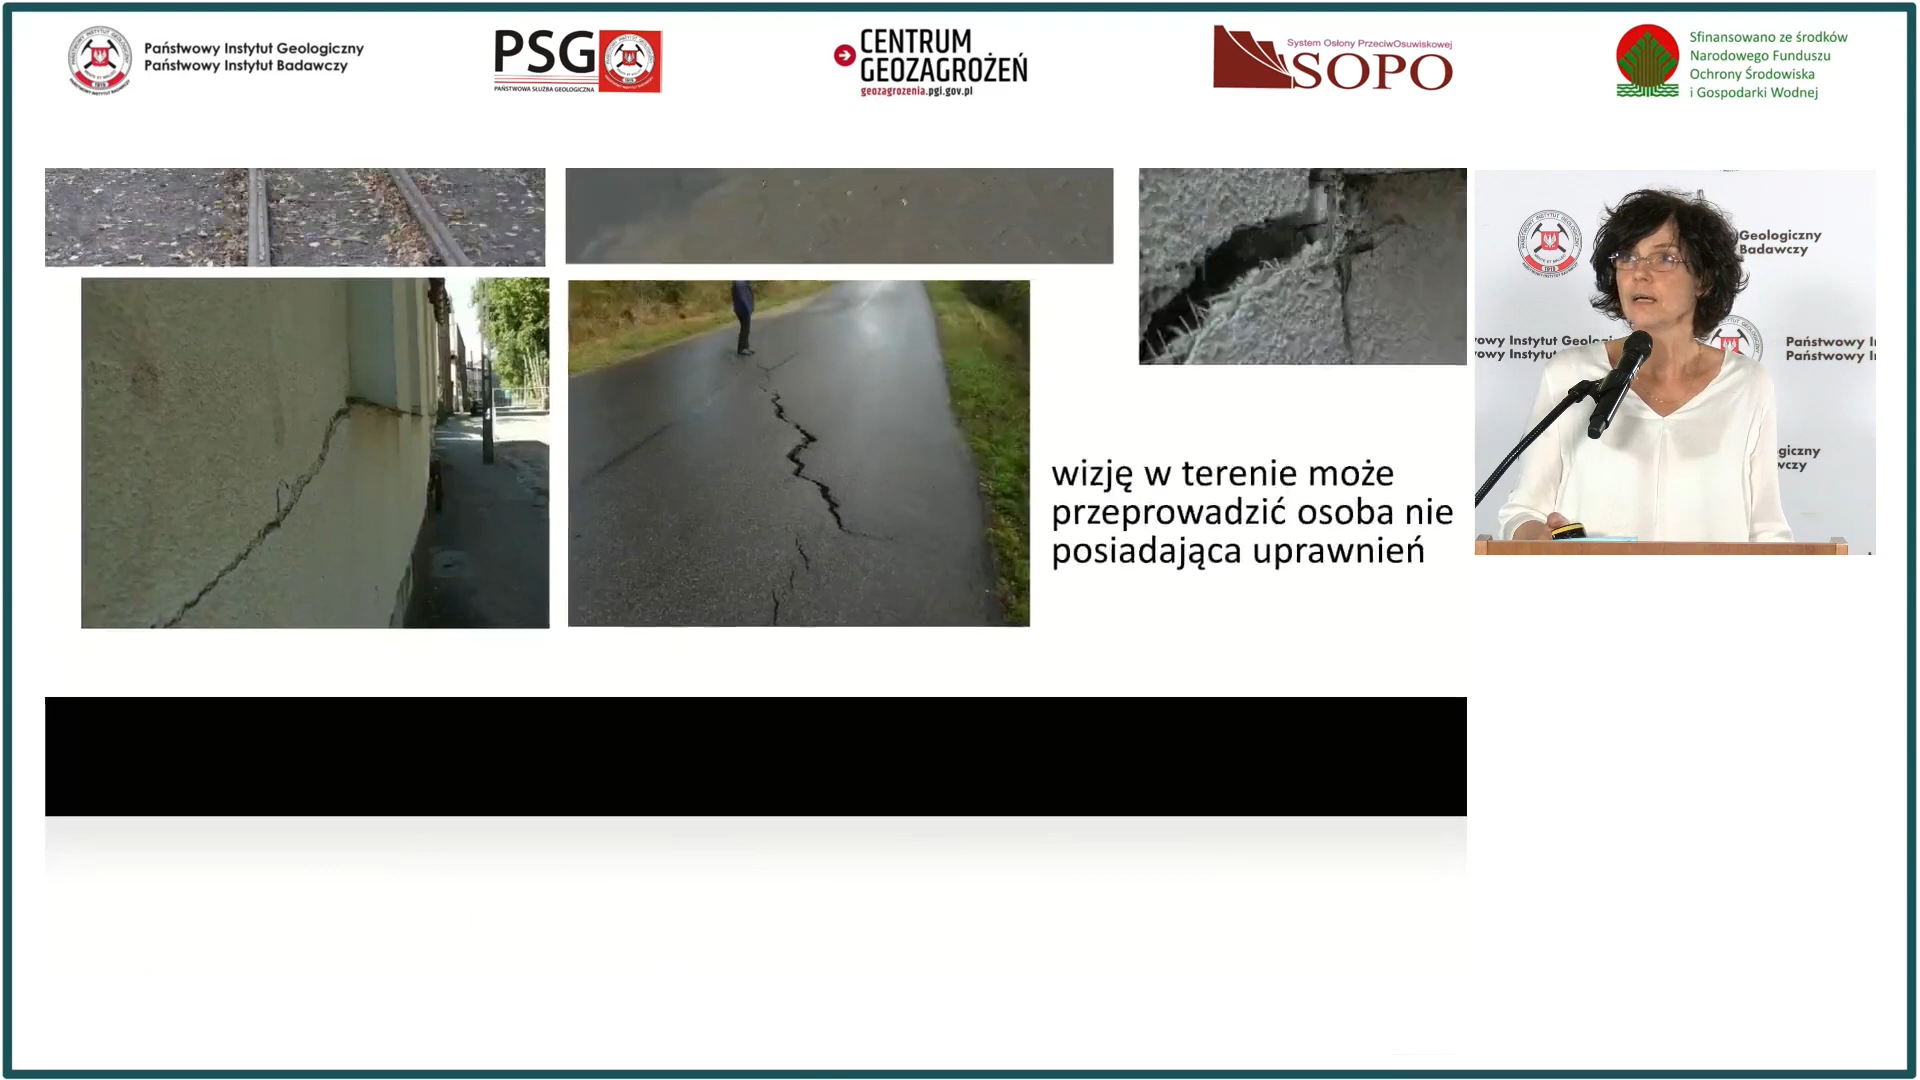 Państwowy Instytut Geologiczny
Państwowy Instytut Badawczy
PSG
PAŃSTWOWA SŁUŻBA GEOLOGICZNA
CENTRUM
GEOZAGROŻEŃ
geozagrozenia.pgi.gov.pl
System Osłony PrzeciwOsuwiskowej
SOPO
Sfinansowano ze środków
Narodowego Funduszu
Ochrony Środowiska
i Gospodarki Wodnej
wizję w terenie może
przeprowadzić osoba nie
posiadająca uprawnień
Geologiczny
Badawczy
1919